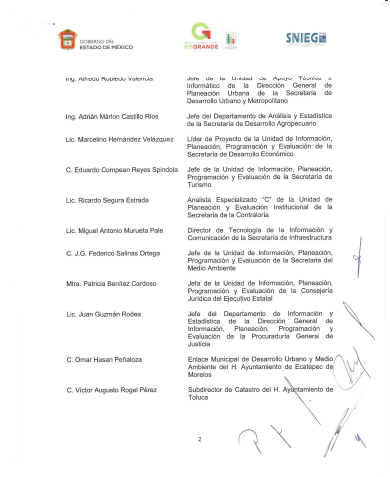 GOBIERNO DEL
ESTADO DE MÉXICO
enGRANDE
SNIEG
Ing. Alfredo Robledo Valencia
Jefe de la Unidad de Apoyo Técnico e
Informático de la Dirección General de
Planeación Urbana de la Secretaría de
Desarrollo Urbano y Metropolitano
Ing. Adrián Márlon Castillo Ríos
Jefe del Departamento de Análisis y Estadística
de la Secretaría de Desarrollo Agropecuario
Lic. Marcelino Hernández Velázquez
Líder de Proyecto de la Unidad de Información,
Planeación, Programación y Evaluación de la
Secretaría de Desarrollo Económico
C. Eduardo Compean Reyes Spindola
Jefe de la Unidad de Información, Planeación,
Programación y Evaluación de la Secretaría de
Turismo
Lic. Ricardo Segura Estrada
Analista Especializado "C" de la Unidad de
Planeación y Evaluación Institucional de la
Secretaría de la Contraloría
Lic. Miguel Antonio Murueta Pale
Director de Tecnología de la Información y
Comunicación de la Secretaría de Infraestructura
C. J.G. Federico Salinas Ortega
Jefe de la Unidad de Información, Planeación,
Programación y Evaluación de la Secretaría del
Medio Ambiente
Mtra. Patricia Benítez Cardoso
Jefa de la Unidad de Información, Planeación,
Programación y Evaluación de la Consejería
Jurídica del Ejecutivo Estatal
Lic. Juan Guzmán Rodea
Jefe del Departamento de Información y
Estadística de la Dirección General de
Información, Planeación, Programación y
Evaluación de la Procuraduría General de
Justicia
C. Omar Hasan Peñaloza
Enlace Municipal de Desarrollo Urbano y Medio
Ambiente del H. Ayuntamiento de Ecatepec de
Morelos
C. Víctor Augusto Rogel Pérez
Subdirector de Catastro del H. Ayuntamiento de
Toluca
2